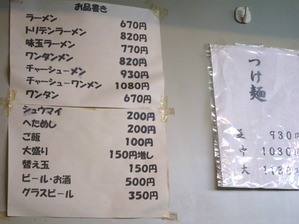 お品書き
ラーメン 670円
トリテンラーメン 820円
味玉ラーメン 770円
ワンタンメン 820円
チャーシューメン 930円
チャーシューワンメン 1080円
ワンタン 670円
シュウマイ 200円
へためし 200円
ご飯 100円
大盛り 150円増し
替え玉 150円
ビール・お酒 500円
グラスビール 350円
つけ麺
並 930円
中 1030円
大